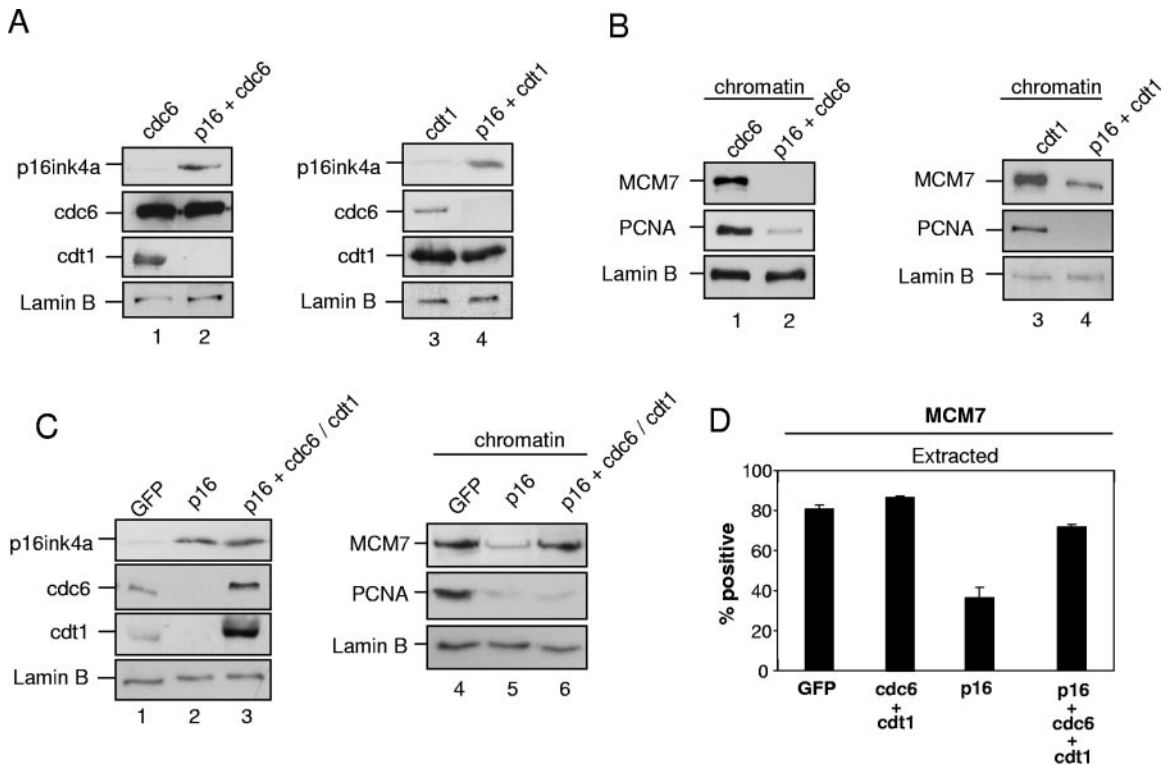 A
cdc6
p16 + cdc6
p16ink4a
cdc6
cdt1
Lamin B
1 2
cdt1
p16 + cdt1
p16ink4a
cdc6
cdt1
Lamin B
3 4
B
chromatin
cdc6
p16 + cdc6
MCM7
PCNA
Lamin B
1 2
chromatin
cdt1
p16 + cdt1
MCM7
PCNA
Lamin B
3 4
C
GFP
p16
p16 + cdc6 / cdt1
p16ink4a
cdc6
cdt1
Lamin B
1 2 3
chromatin
GFP
p16
p16 + cdc6 / cdt1
MCM7
PCNA
Lamin B
4 5 6
D
MCM7
Extracted
% positive
100
80
60
40
20
0
GFP
cdc6
+
cdt1
p16
p16
+
cdc6
+
cdt1